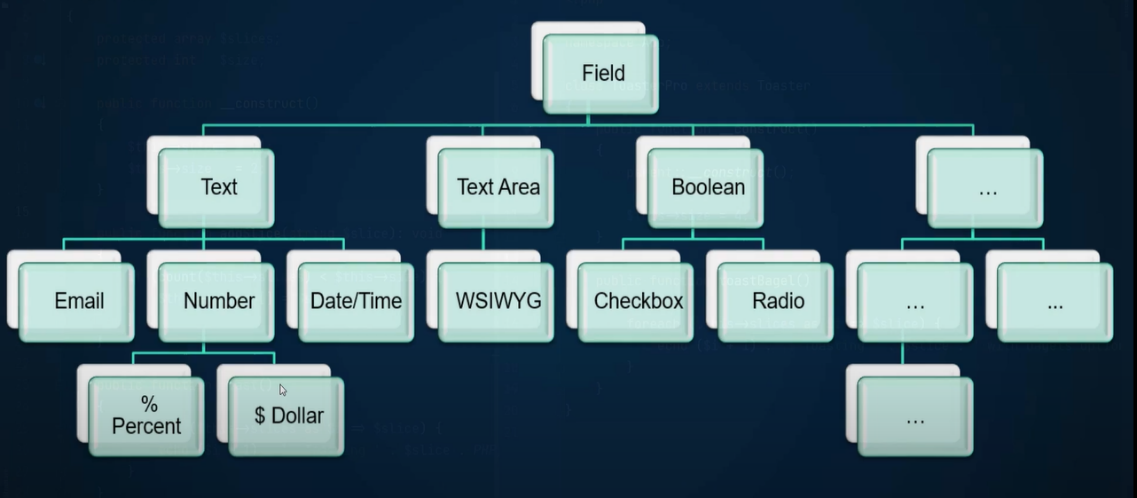 Field
Text
Text Area
Boolean
...
Email
Number
Date/Time
WSIWYG
Checkbox
Radio
...
...
%
Percent
$ Dollar
...